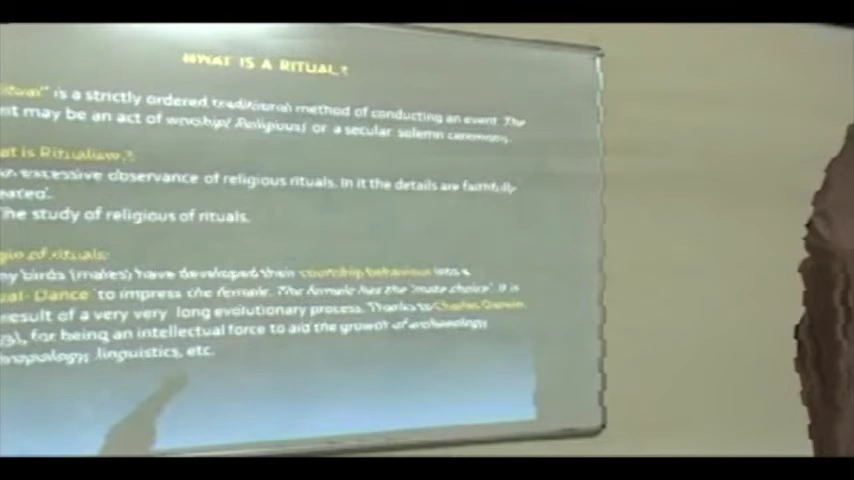 WHAT IS A RITUAL?
is a strictly ordered traditional method of conducting an event. The
nt may be an act of worship( Religious) or a secular solemn ceremony.
at is Ritualism?
excessive observance of religious rituals. In it the details are faithfully
The study of religious of rituals.
gin of rituals:
ny birds (males) have developed their courtship behaviour into a
ual- Dance to impress the female. The female has the 'mate choice'. It is
result of a very very long evolutionary process. Thanks to Charles Darwin
for being an intellectual force to aid the growth of archaeology
linguistics, etc.